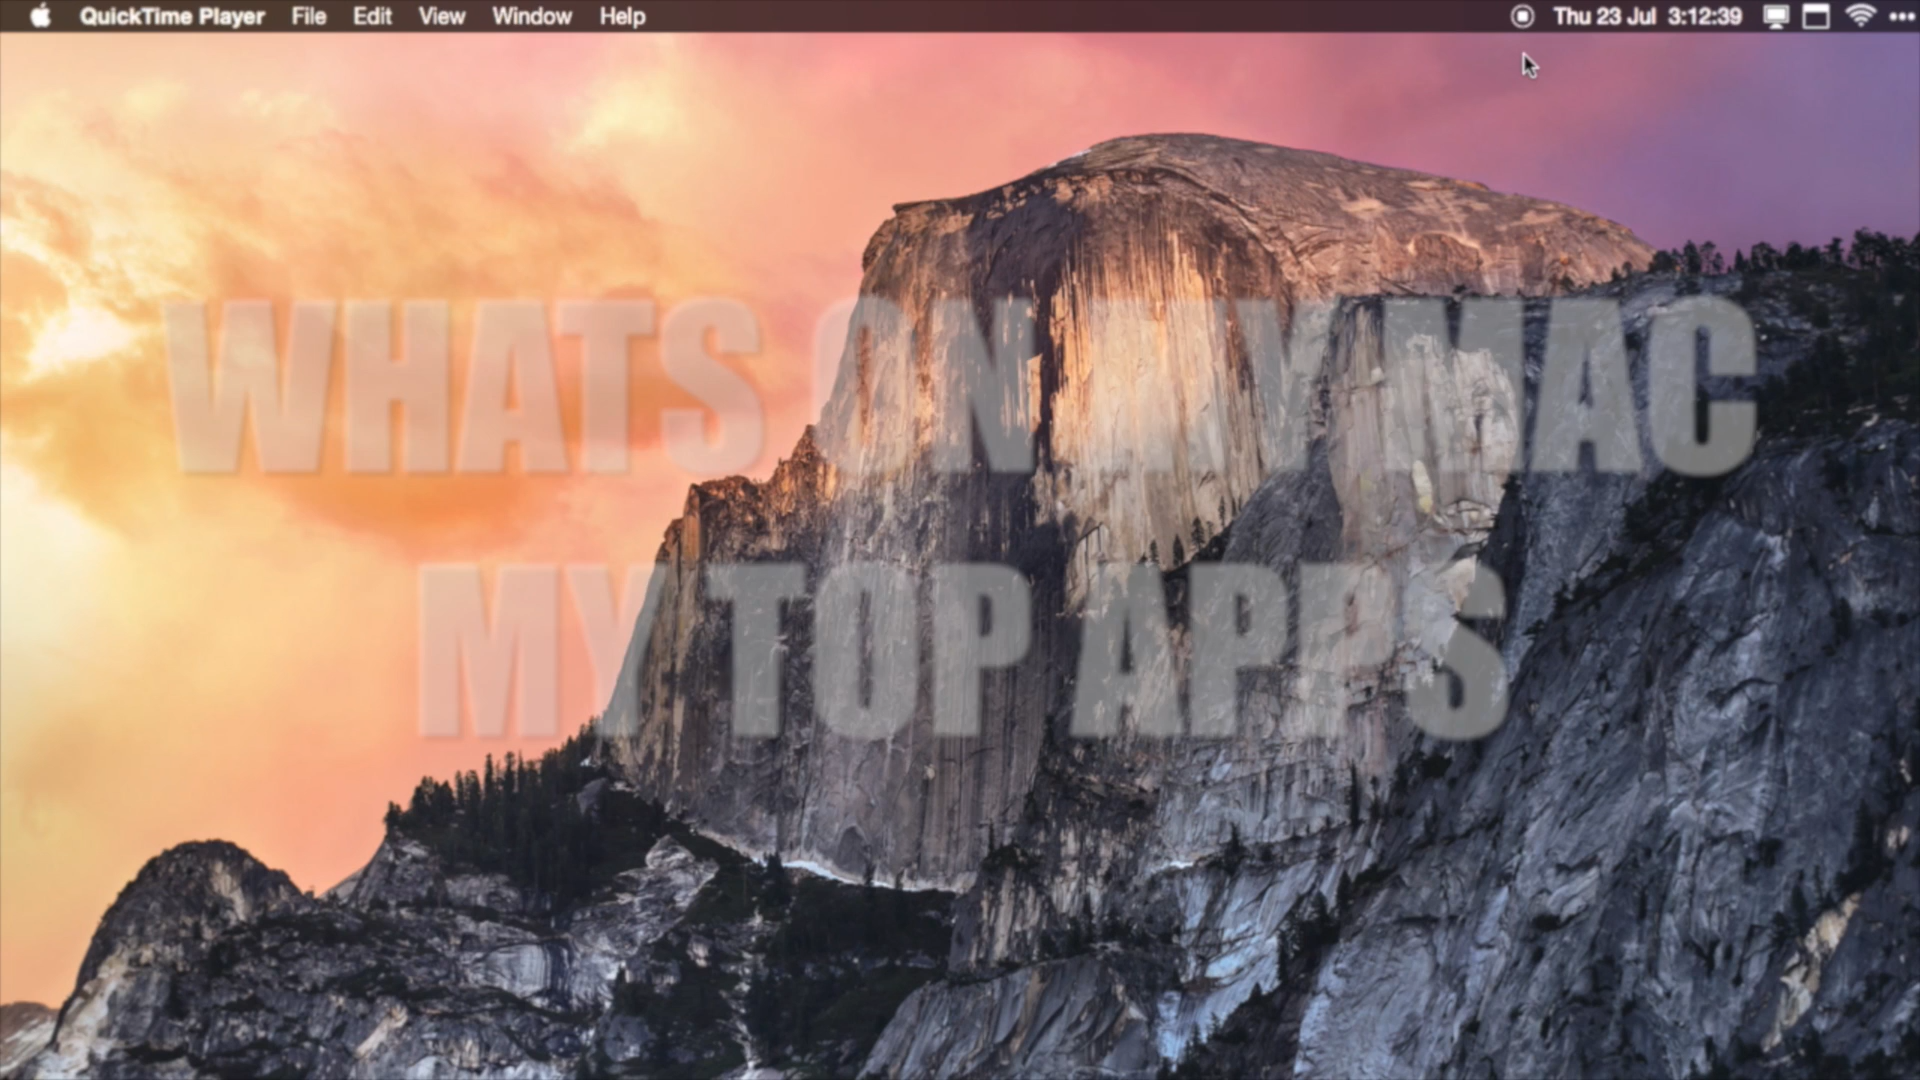 QuickTime Player File Edit View Window Help Thu 23 Jul 3:12:39
WHATS ON MY MAC
MY TOP APPS